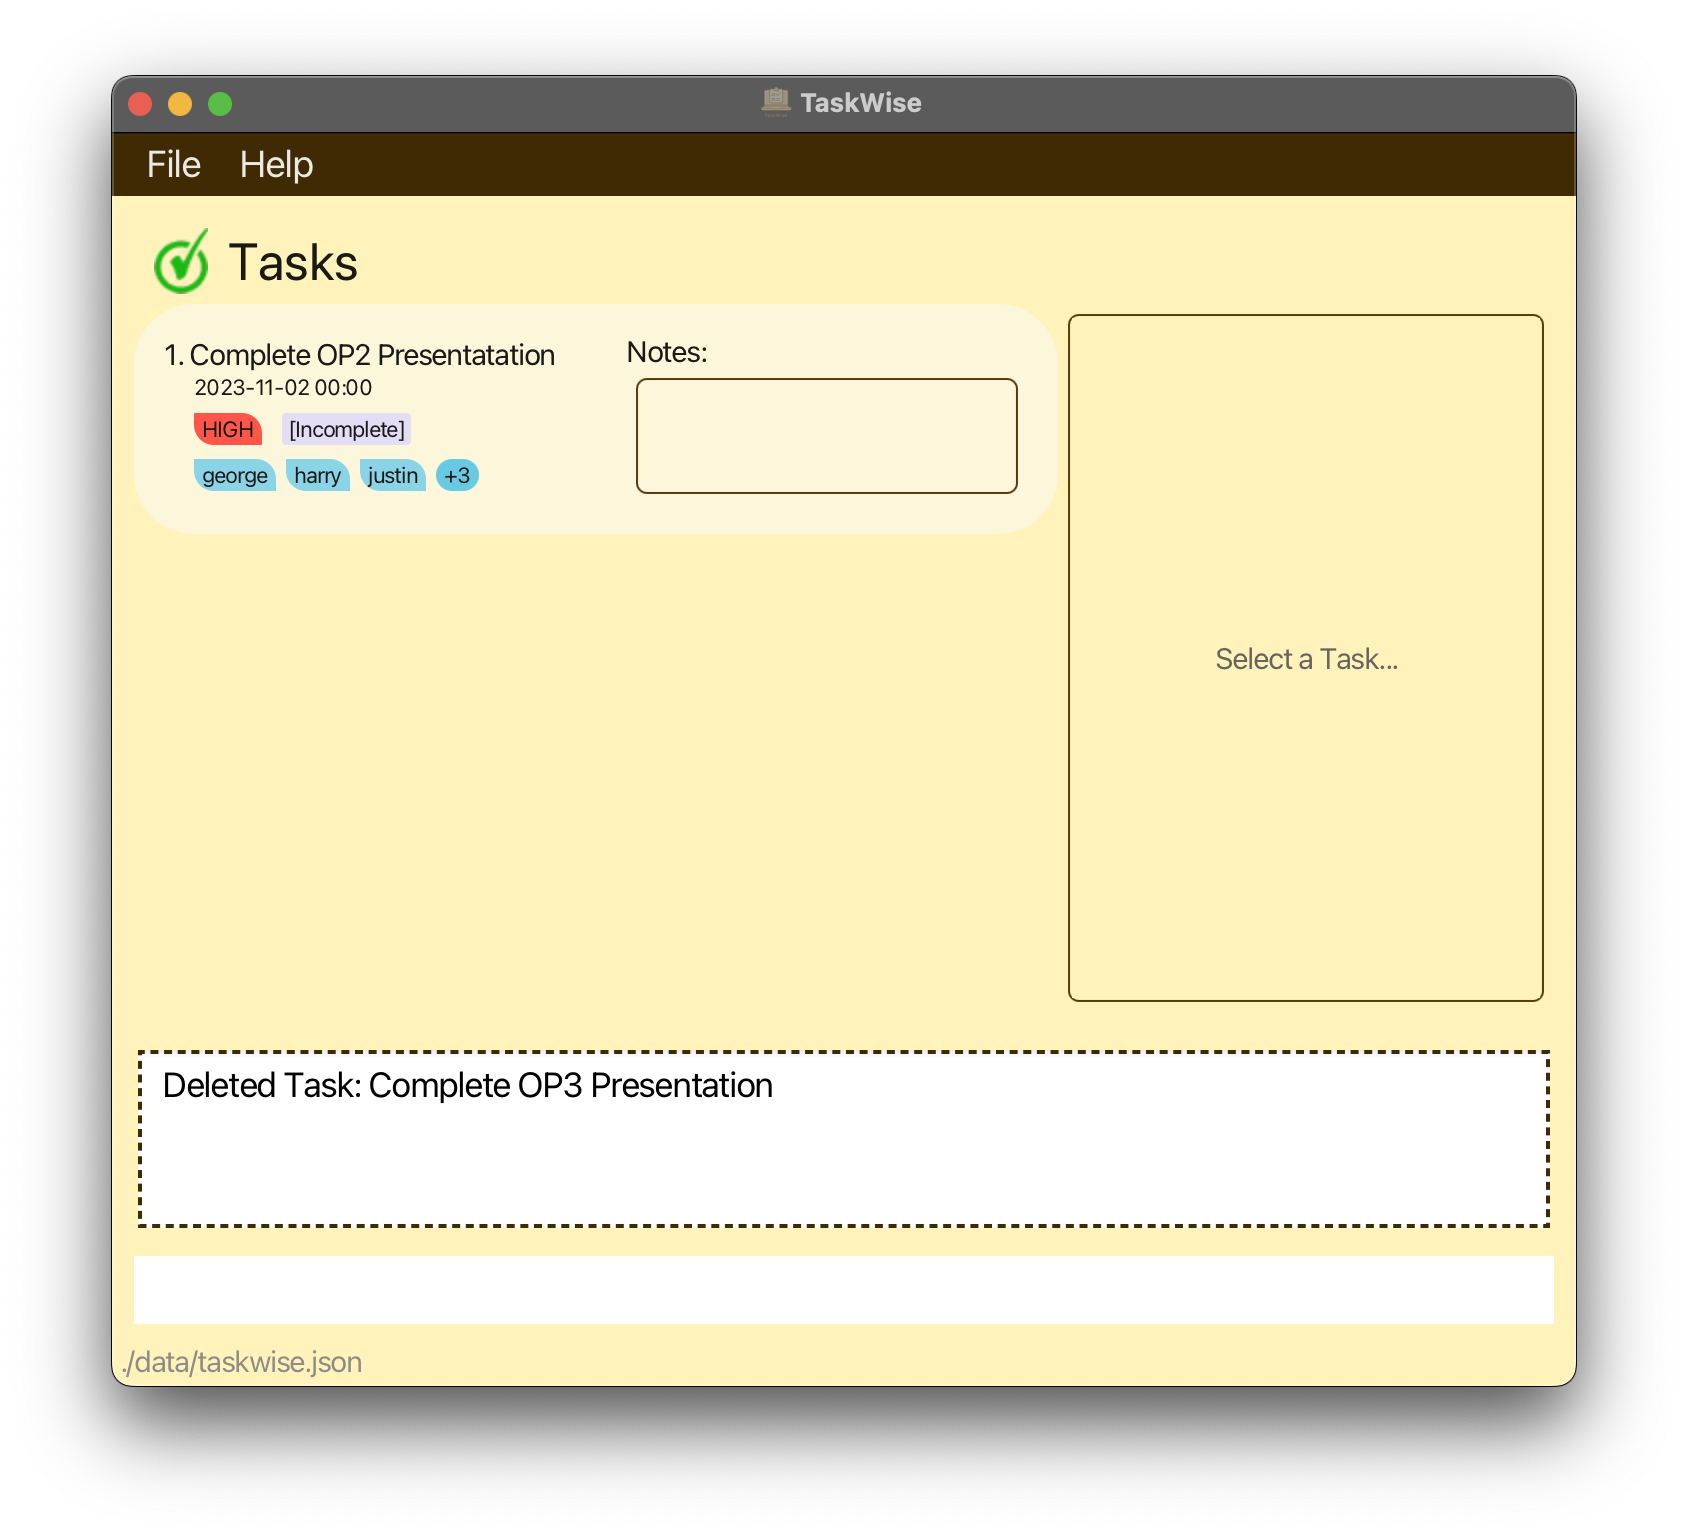 TaskWise
File Help
Tasks
1. Complete OP2 Presentatation
2023-11-02 00:00
HIGH [Incomplete]
george harry justin +3
Notes:
Select a Task...
Deleted Task: Complete OP3 Presentation
./data/taskwise.json